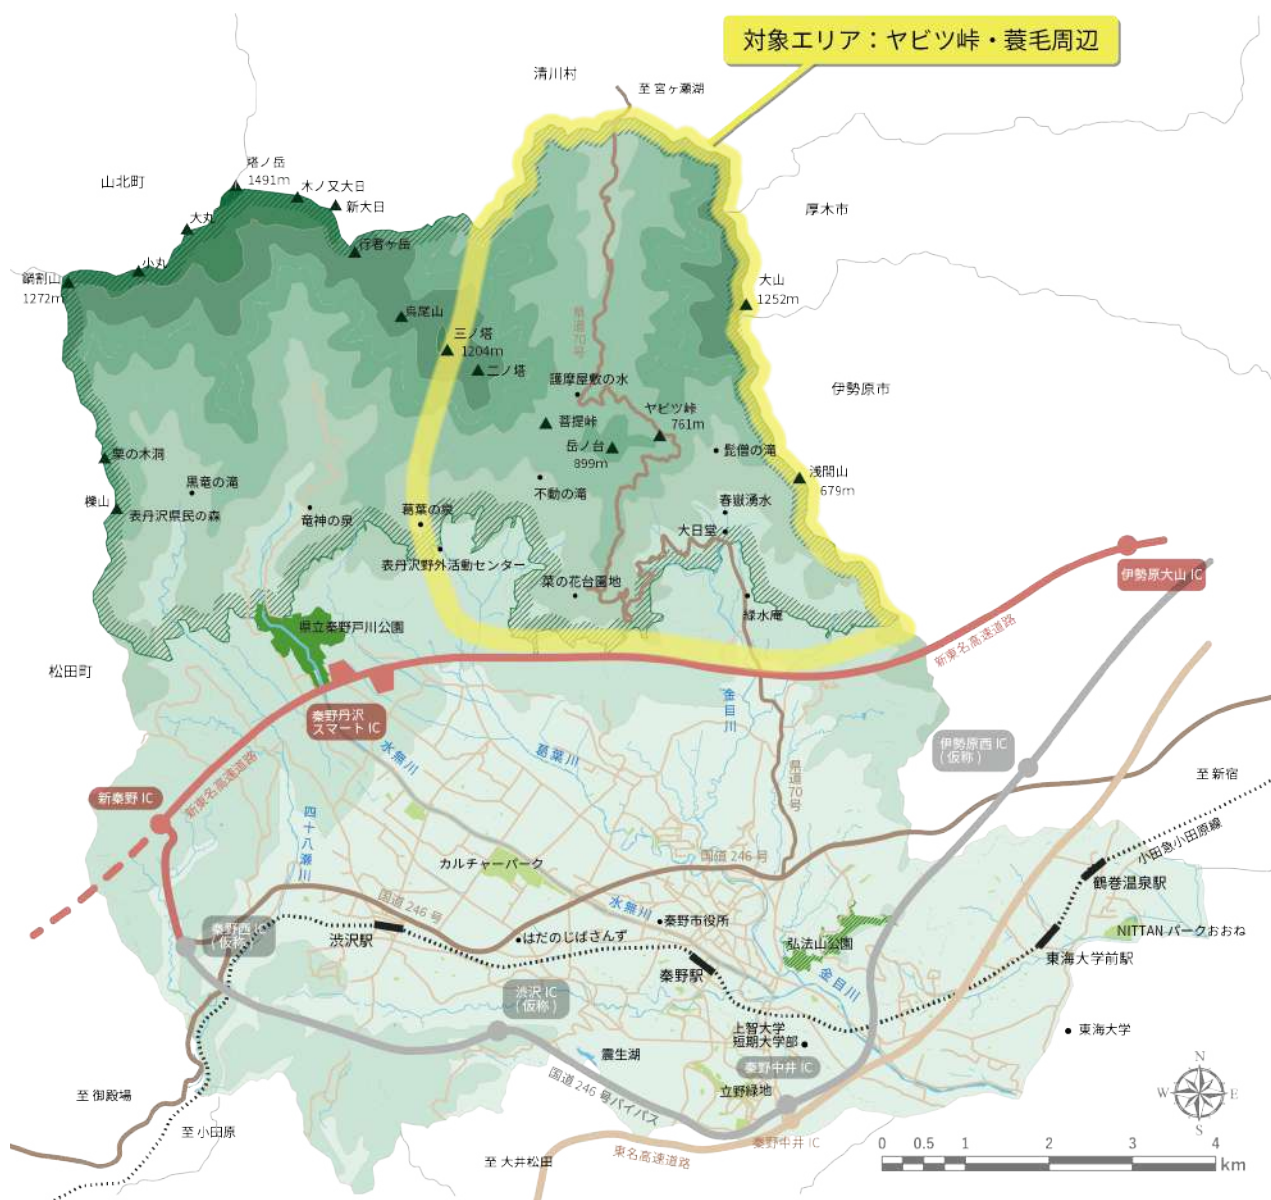 対象エリア：ヤビツ峠・蓑毛周辺
清川村
至 宮ヶ瀬湖
山北町
塔ノ岳
1491m
木ノ又大日
新大日
厚木市
大丸
行者ケ岳
小丸
鍋割山
1272m
大山
1252m
烏尾山
県道70号
三ノ塔
1204m
二ノ塔
護摩屋敷の水
伊勢原市
ヤビツ峠
761m
菩提峠
岳ノ台
899m
髭僧の滝
栗の木洞
浅間山
679m
黒竜の滝
不動の滝
櫟山
表丹沢県民の森
竜神の泉
葛葉の泉
春嶽湧水
大日堂
表丹沢野外活動センター
菜の花台園地
緑水庵
伊勢原大山 IC
県立秦野戸川公園
新東名高速道路
松田町
秦野丹沢
スマート IC
金目川
水無川
葛葉川
伊勢原西 IC
(仮称)
県道70号
至 新宿
新秦野 IC
新東名高速道路
四十八瀬川
小田急小田原線
カルチャーパーク
国道 246 号
鶴巻温泉駅
国道 246 号
水無川
秦野市役所
秦野西 IC
(仮称)
渋沢駅
はだのじばさんず
弘法山公園
NITTAN パークおおね
東海大学前駅
秦野駅
金目川
渋沢 IC
(仮称)
上智大学
短期大学部
東海大学
震生湖
秦野中井 IC
国道 246 号バイパス
立野緑地
至 御殿場
至 小田原
秦野中井 IC
東名高速道路
至 大井松田
N
W
E
S
0 0.5 1 2 3 4
km